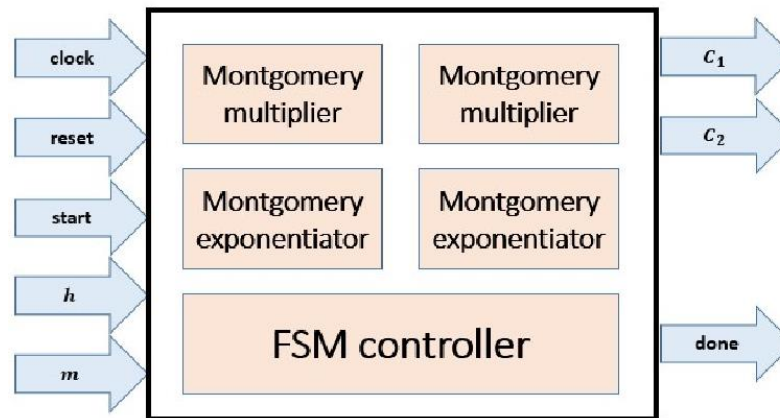 clock
reset
start
h
m
Montgomery
multiplier
Montgomery
multiplier
Montgomery
exponentiator
Montgomery
exponentiator
FSM controller
C₁
C₂
done